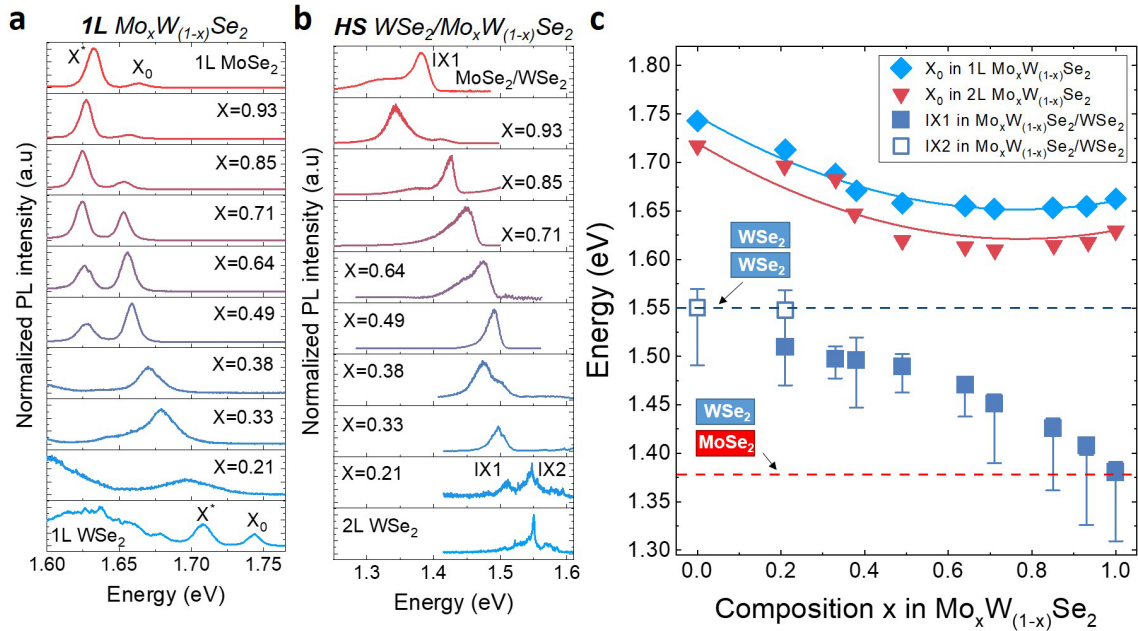 a
1L MoxW(1-x)Se2
X*
X0
1L MoSe2
X=0.93
X=0.85
X=0.71
X=0.64
X=0.49
X=0.38
X=0.33
X=0.21
1L WSe2
X*
X0
Normalized PL intensity (a.u)
1.60 1.65 1.70 1.75
Energy (eV)
b
HS WSe2/MoxW(1-x)Se2
IX1
MoSe2/WSe2
X=0.93
X=0.85
X=0.71
X=0.64
X=0.49
X=0.38
X=0.33
X=0.21
IX1
IX2
2L WSe2
Normalized PL intensity (a.u)
1.3 1.4 1.5 1.6
Energy (eV)
c
X0 in 1L MoxW(1-x)Se2
X0 in 2L MoxW(1-x)Se2
IX1 in MoxW(1-x)Se2/WSe2
IX2 in MoxW(1-x)Se2/WSe2
WSe2
WSe2
WSe2
MoSe2
Energy (eV)
1.80
1.75
1.70
1.65
1.60
1.55
1.50
1.45
1.40
1.35
1.30
0.0 0.2 0.4 0.6 0.8 1.0
Composition x in MoxW(1-x)Se2